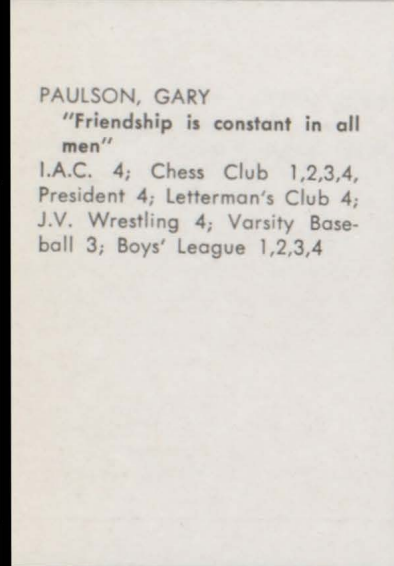 PAULSON, GARY
"Friendship is constant in all
men"
I.A.C. 4; Chess Club 1,2,3,4,
President 4; Letterman's Club 4;
J.V. Wrestling 4; Varsity Base-
ball 3; Boys' League 1,2,3,4